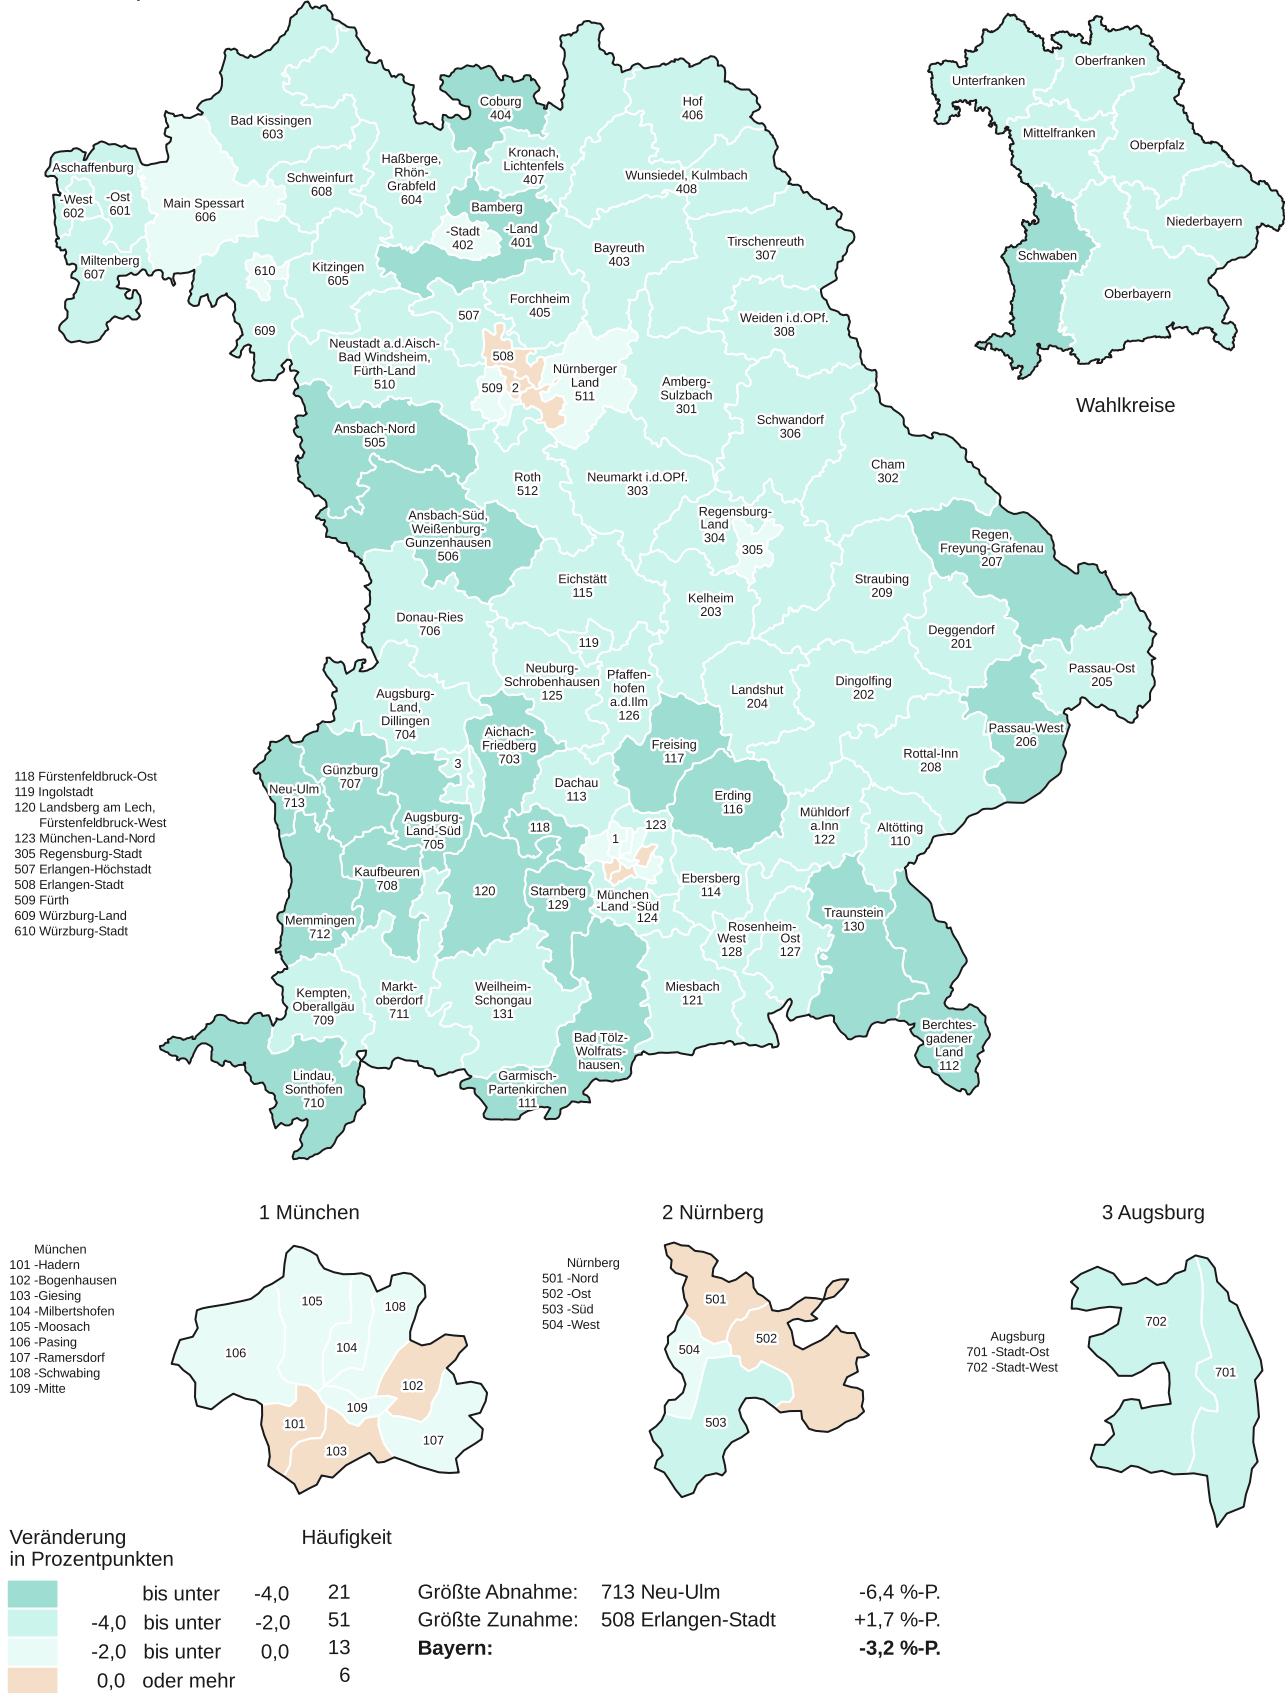 Coburg
404
Hof
406
Bad Kissingen
603
Haßberge,
Rhön-
Grabfeld
604
Kronach,
Lichtenfels
407
Aschaffenburg
-West
602
-Ost
601
Main Spessart
606
Schweinfurt
608
Wunsiedel, Kulmbach
408
Bamberg
-Stadt
402
-Land
401
Bayreuth
403
Tirschenreuth
307
Miltenberg
607
610
Kitzingen
605
Forchheim
405
507
609
Weiden i.d.OPf.
308
Neustadt a.d.Aisch-
Bad Windsheim,
Fürth-Land
510
508
509
2
Nürnberger
Land
511
Amberg-
Sulzbach
301
Ansbach-Nord
505
Schwandorf
306
Cham
302
Roth
512
Neumarkt i.d.OPf.
303
Ansbach-Süd,
Weißenburg-
Gunzenhausen
506
Regensburg-
Land
304
305
Regen,
Freyung-Grafenau
207
Eichstätt
115
Kelheim
203
Straubing
209
Donau-Ries
706
119
Deggendorf
201
Neuburg-
Schrobenhausen
125
Pfaffen-
hofen
a.d.Ilm
126
Landshut
204
Dingolfing
202
Passau-Ost
205
Augsburg-
Land,
Dillingen
704
Aichach-
Friedberg
703
Freising
117
Passau-West
206
Rottal-Inn
208
3
Günzburg
707
Neu-Ulm
713
Dachau
113
Erding
116
Augsburg-
Land-Süd
705
118
1
123
Mühldorf
a.Inn
122
Altötting
110
Kaufbeuren
708
120
Starnberg
129
München
-Land -Süd
124
Ebersberg
114
Memmingen
712
Rosenheim-
West
128
Ost
127
Traunstein
130
Kempten,
Oberallgäu
709
Markt-
oberdorf
711
Weilheim-
Schongau
131
Miesbach
121
Bad Tölz-
Wolfrats-
hausen,
Garmisch-
Partenkirchen
111
Berchtes-
gadener
Land
112
Lindau,
Sonthofen
710
Unterfranken
Oberfranken
Mittelfranken
Oberpfalz
Niederbayern
Schwaben
Oberbayern
Wahlkreise
118 Fürstenfeldbruck-Ost
119 Ingolstadt
120 Landsberg am Lech,
Fürstenfeldbruck-West
123 München-Land-Nord
305 Regensburg-Stadt
507 Erlangen-Höchstadt
508 Erlangen-Stadt
509 Fürth
609 Würzburg-Land
610 Würzburg-Stadt
1 München
München
101 -Hadern
102 -Bogenhausen
103 -Giesing
104 -Milbertshofen
105 -Moosach
106 -Pasing
107 -Ramersdorf
108 -Schwabing
109 -Mitte
105
108
106
104
102
109
101
103
107
2 Nürnberg
Nürnberg
501 -Nord
502 -Ost
503 -Süd
504 -West
501
502
504
503
3 Augsburg
Augsburg
701 -Stadt-Ost
702 -Stadt-West
702
701
Veränderung
in Prozentpunkten
Häufigkeit
bis unter -4,0 21
-4,0 bis unter -2,0 51
-2,0 bis unter 0,0 13
0,0 oder mehr 6
Größte Abnahme: 713 Neu-Ulm -6,4 %-P.
Größte Zunahme: 508 Erlangen-Stadt +1,7 %-P.
Bayern: -3,2 %-P.